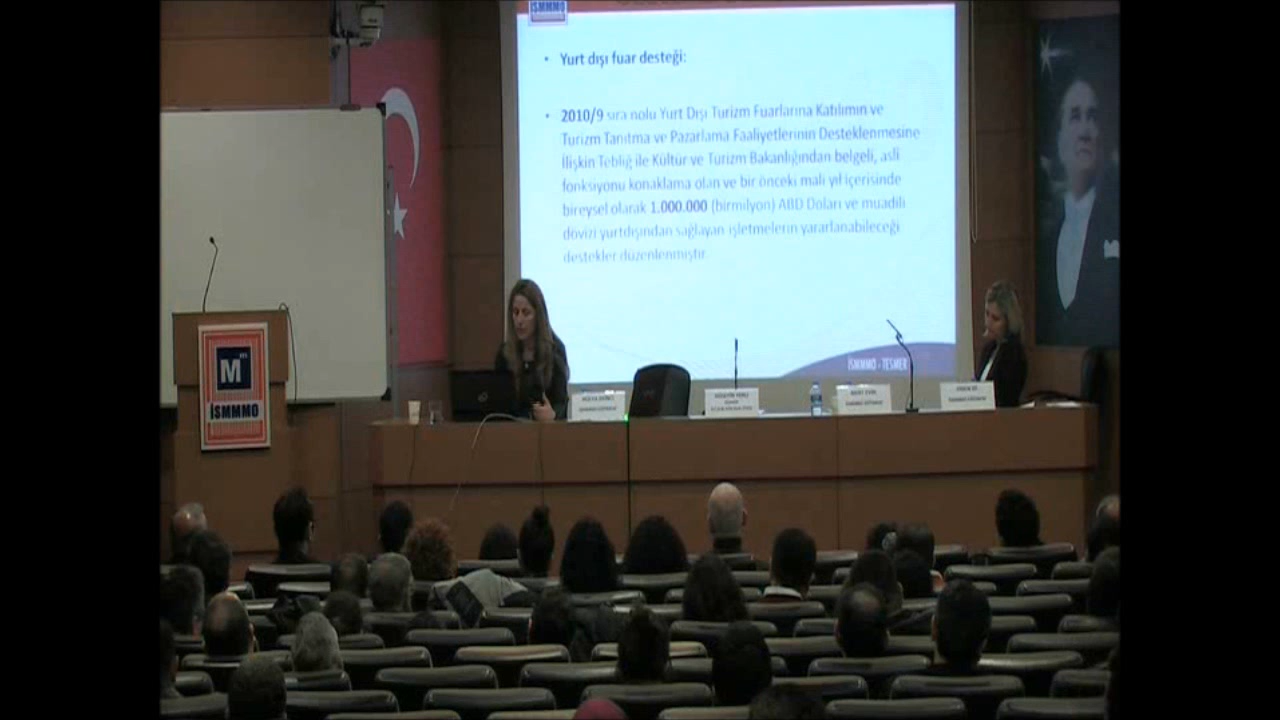 İSMMMO
• Yurt dışı fuar desteği:
• 2010/9 sıra nolu Yurt Dışı Turizm Fuarlarına Katılımın ve
Turizm Tanıtma ve Pazarlama Faaliyetlerinin Desteklenmesine
İlişkin Tebliğ ile Kültür ve Turizm Bakanlığından belgeli, aslî
fonksiyonu konaklama olan ve bir önceki mali yıl içerisinde
bireysel olarak 1.000.000 (birmilyon) ABD Doları ve muadili
dövizi yurtdışından sağlayan işletmelerin yararlanabileceği
destekler düzenlenmiştir.
İSMMMO - TESMER
M
İSMMMO